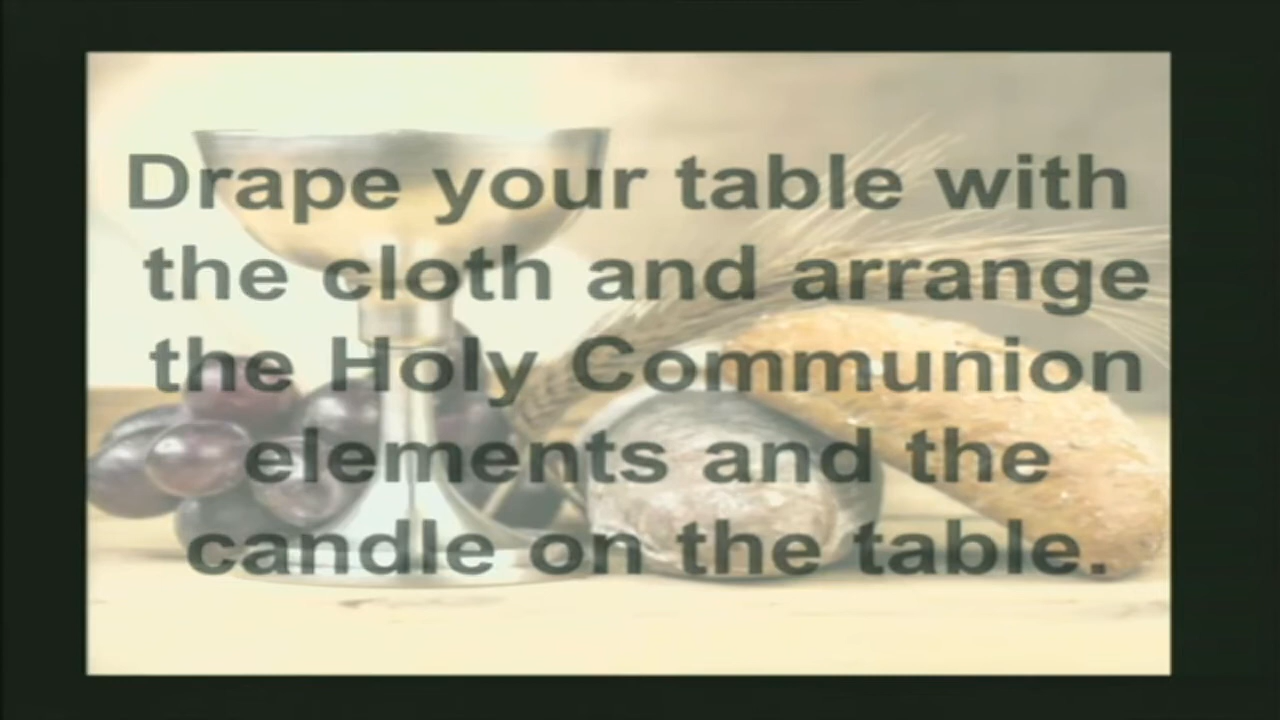 Drape your table with
the cloth and arrange
the Holy Communion
elements and the
candle on the table.